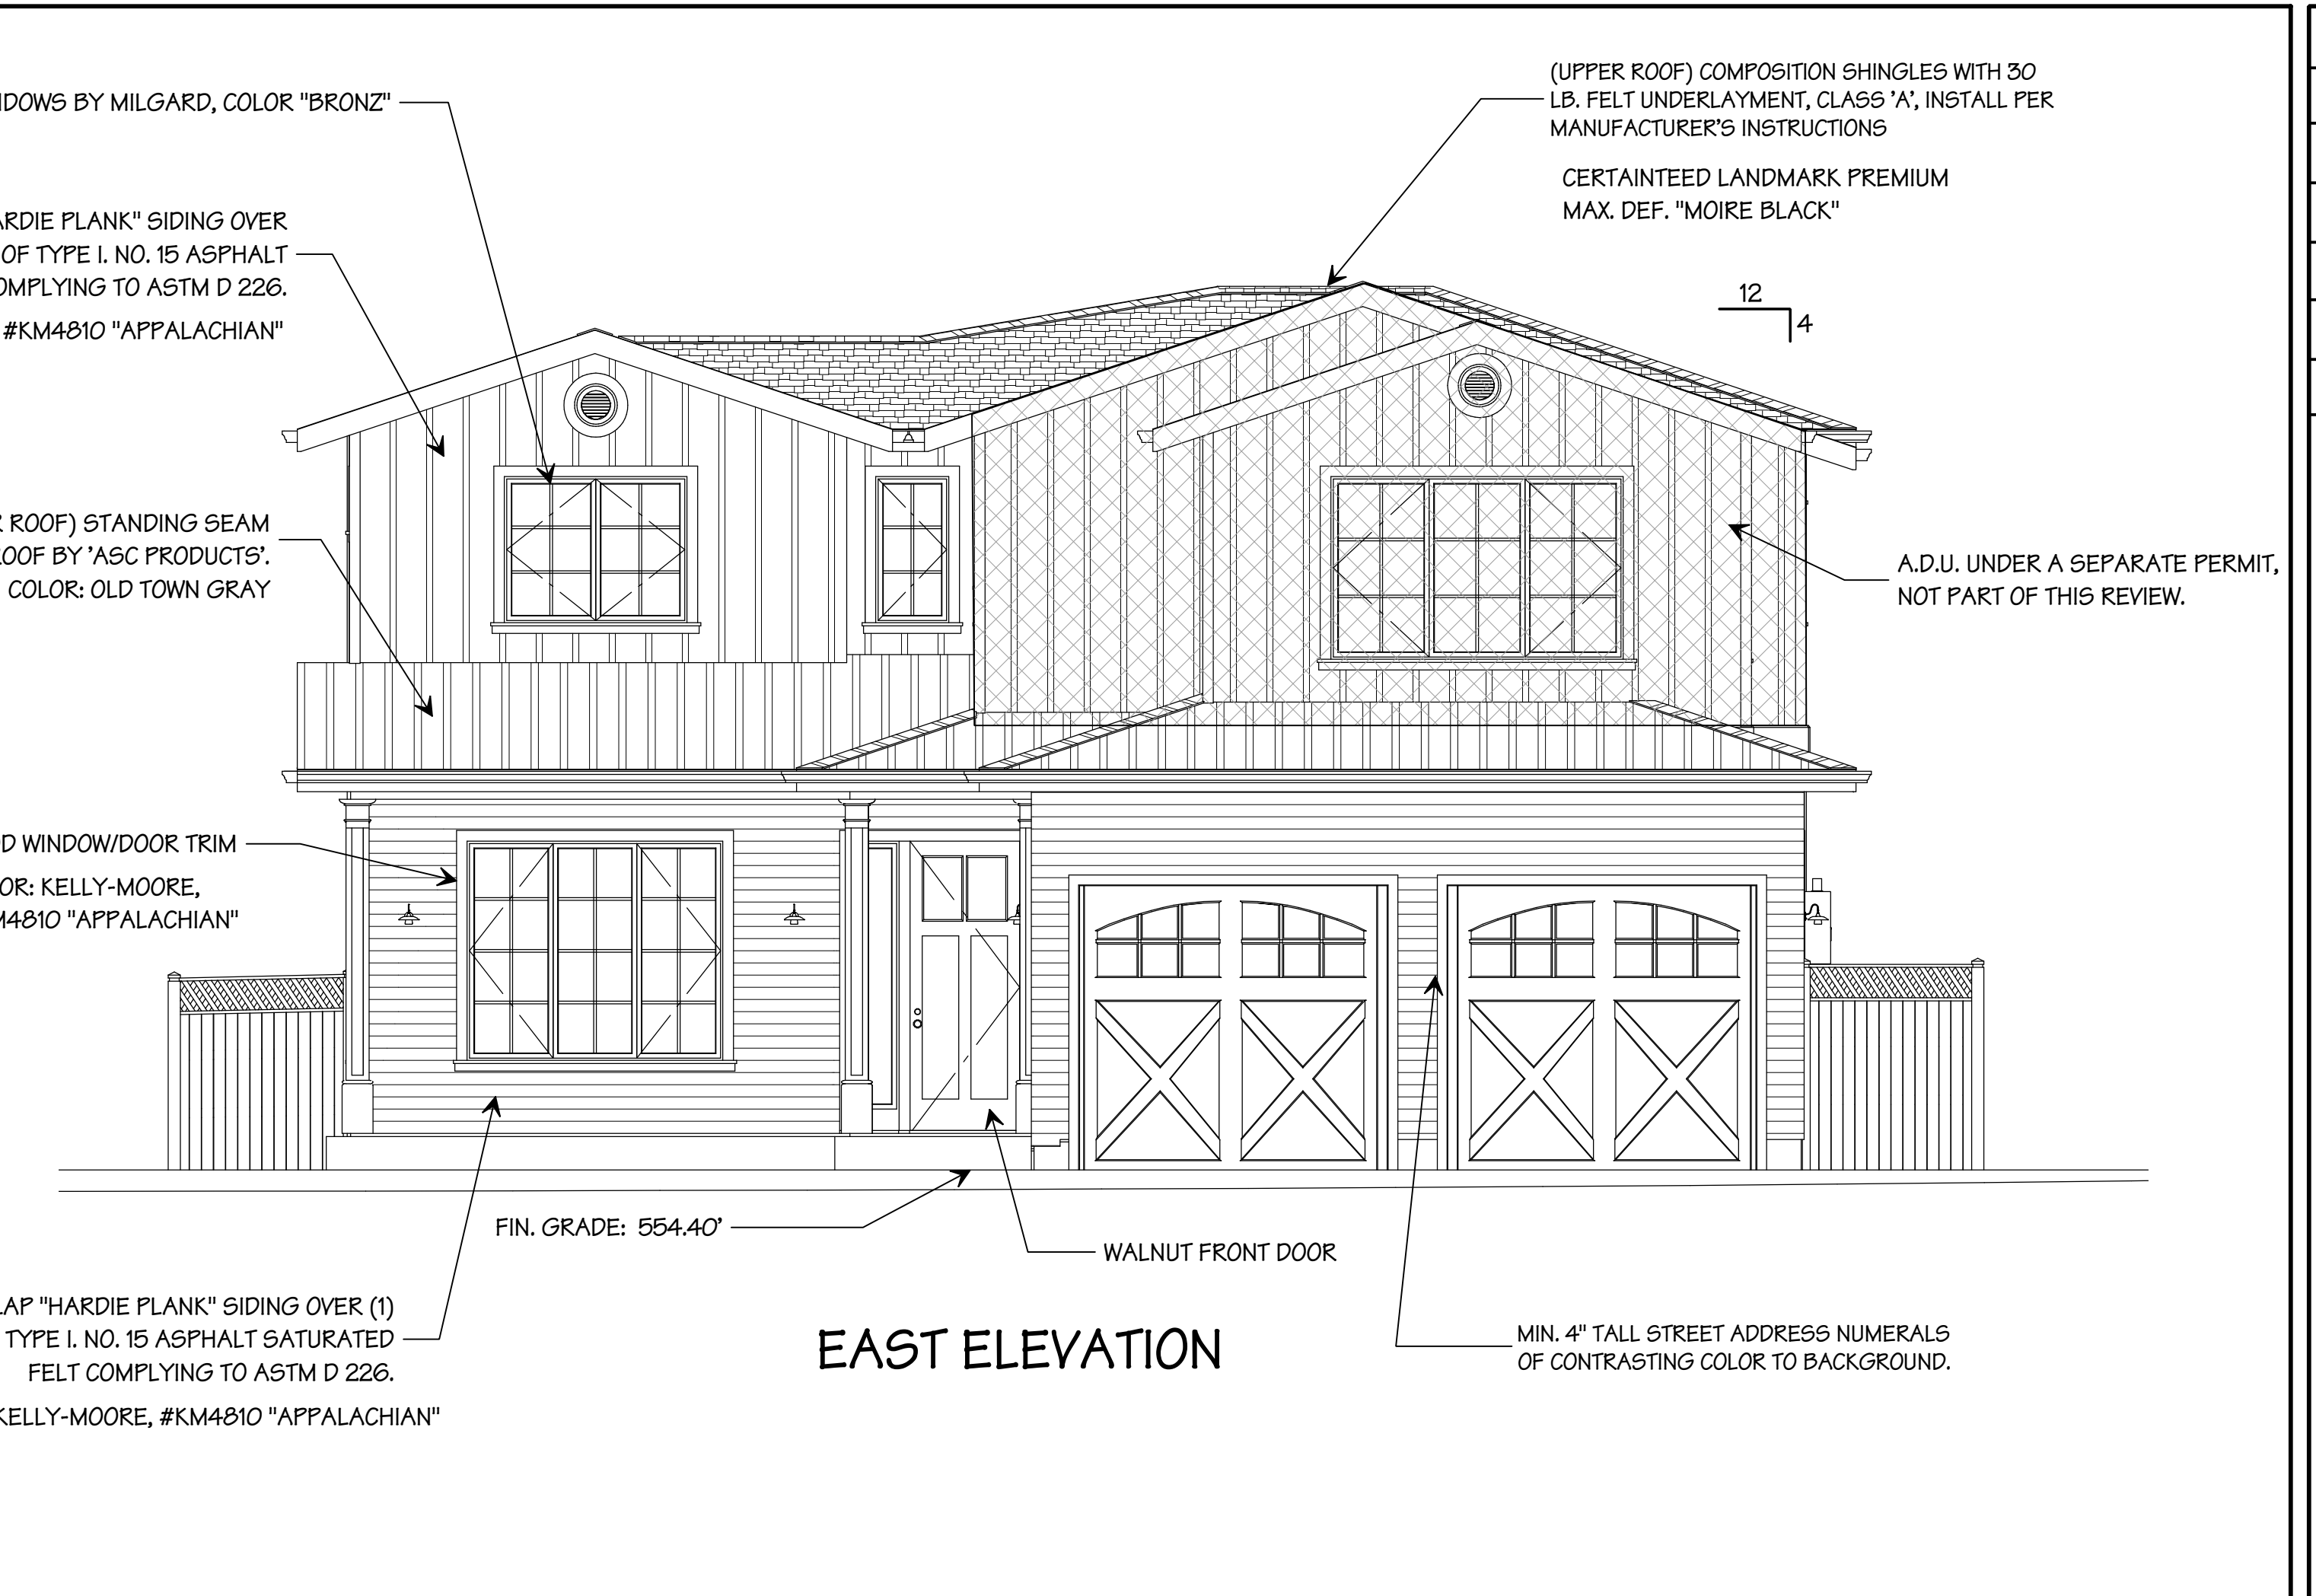 WINDOWS BY MILGARD, COLOR "BRONZ"
"HARDIE PLANK" SIDING OVER
OF TYPE I. NO. 15 ASPHALT
COMPLYING TO ASTM D 226.
#KM4810 "APPALACHIAN"
ROOF) STANDING SEAM
ROOF BY 'ASC PRODUCTS'.
COLOR: OLD TOWN GRAY
WINDOW/DOOR TRIM
KELLY-MOORE,
"APPALACHIAN"
LAP "HARDIE PLANK" SIDING OVER (1)
TYPE I. NO. 15 ASPHALT SATURATED
FELT COMPLYING TO ASTM D 226.
KELLY-MOORE, #KM4810 "APPALACHIAN"
(UPPER ROOF) COMPOSITION SHINGLES WITH 30
LB. FELT UNDERLAYMENT, CLASS 'A', INSTALL PER
MANUFACTURER'S INSTRUCTIONS
CERTAINTEED LANDMARK PREMIUM
MAX. DEF. "MOIRE BLACK"
12
4
A.D.U. UNDER A SEPARATE PERMIT,
NOT PART OF THIS REVIEW.
FIN. GRADE: 554.40'
WALNUT FRONT DOOR
MIN. 4" TALL STREET ADDRESS NUMERALS
OF CONTRASTING COLOR TO BACKGROUND.
EAST ELEVATION